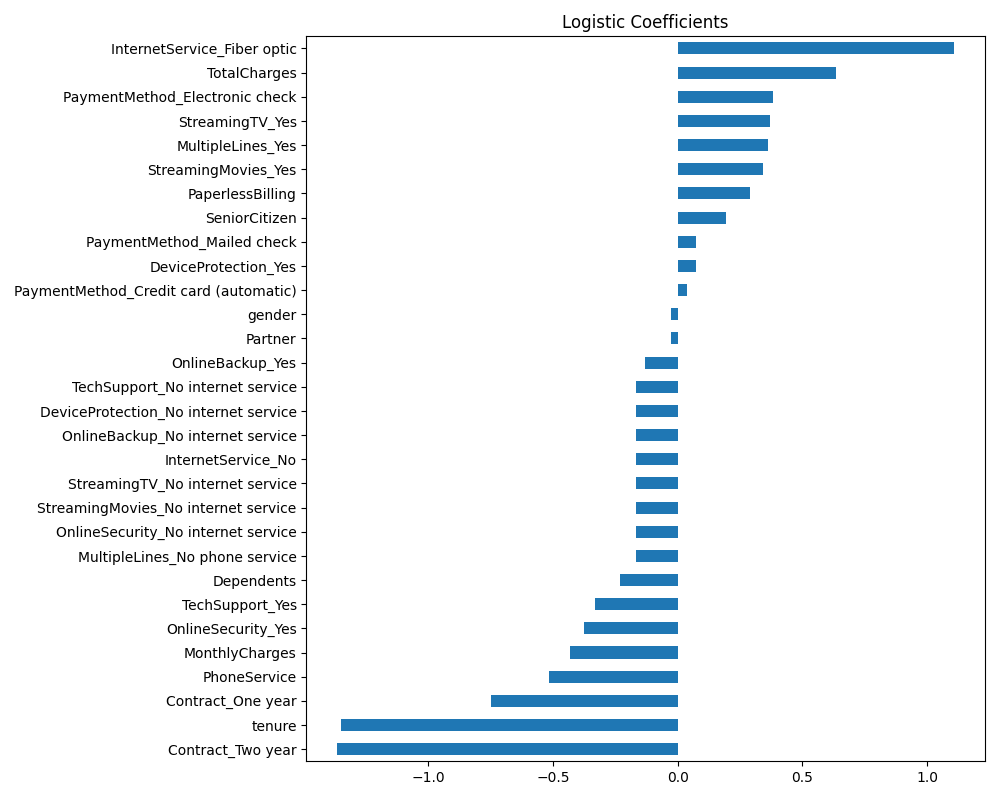 Logistic Coefficients
InternetService_Fiber optic
TotalCharges
PaymentMethod_Electronic check
StreamingTV_Yes
MultipleLines_Yes
StreamingMovies_Yes
PaperlessBilling
SeniorCitizen
PaymentMethod_Mailed check
DeviceProtection_Yes
PaymentMethod_Credit card (automatic)
gender
Partner
OnlineBackup_Yes
TechSupport_No internet service
DeviceProtection_No internet service
OnlineBackup_No internet service
InternetService_No
StreamingTV_No internet service
StreamingMovies_No internet service
OnlineSecurity_No internet service
MultipleLines_No phone service
Dependents
TechSupport_Yes
OnlineSecurity_Yes
MonthlyCharges
PhoneService
Contract_One year
tenure
Contract_Two year
−1.0 −0.5 0.0 0.5 1.0